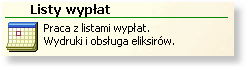 Listy wypłat
Praca z listami wypłat.
Wydruki i obsługa eliksirów.